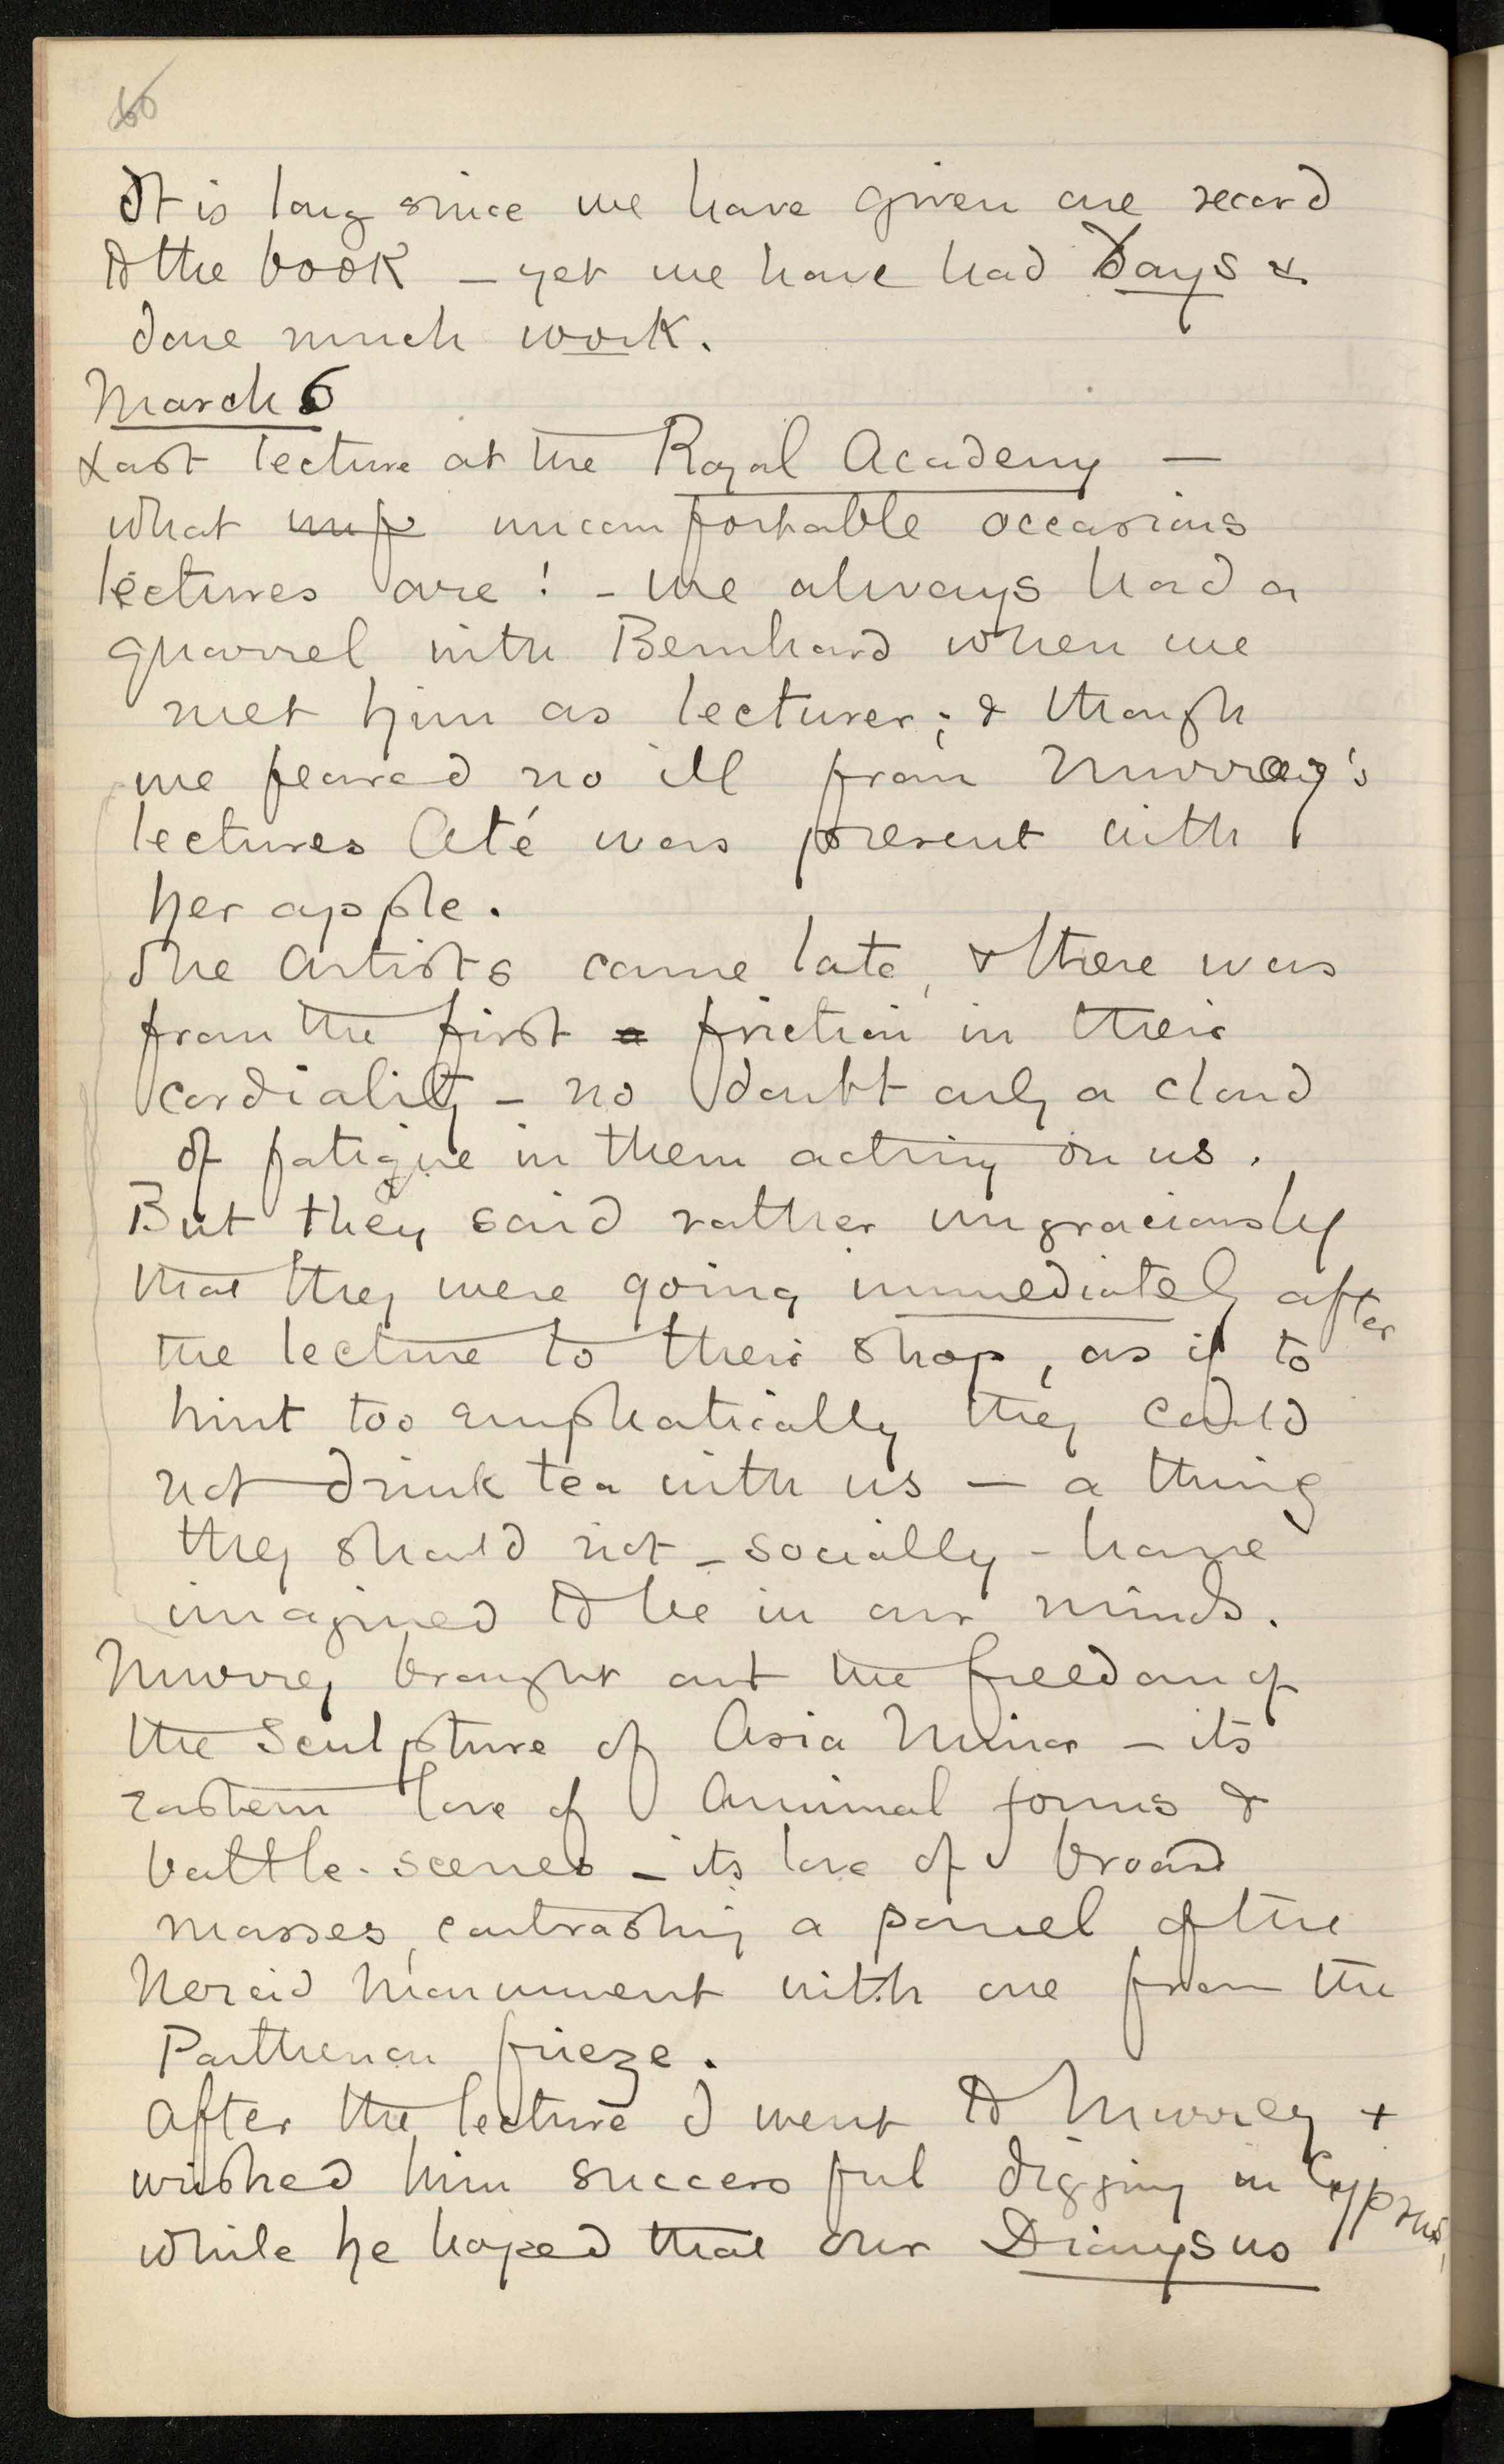 66
It is long since we have given one record
to the book – yet we have had Days &
done much work.
March 6
Last lecture at the Royal Academy –
what unf uncomfortable occasions
lectures are! – We always had a
quarrel with Bernhard when we
met him as lecturer; & though
we feared no ill from Murray's
lectures Até was present with
her apple.
The Artists came late, & there was
from the first a friction in their
cordiality – no doubt only a cloud
of fatigue in them acting on us.
But they said rather ungraciously
that they were going immediately after
the lecture to their shop, as if to
hint too emphatically they could
not drink tea with us – a thing
they should not – socially – have
imagined to be in our minds.
Murrey brought out the freedom of
the Sculpture of Asia Minor – its
Eastern love of Animal forms &
battle-scenes – its love of broad
masses, contrasting a panel of the
Nereid Monument with one from the
Parthenon frieze.
After the lecture I went to Murrey +
wished him successful digging in Cyprus,
while he hoped that our Dionysus